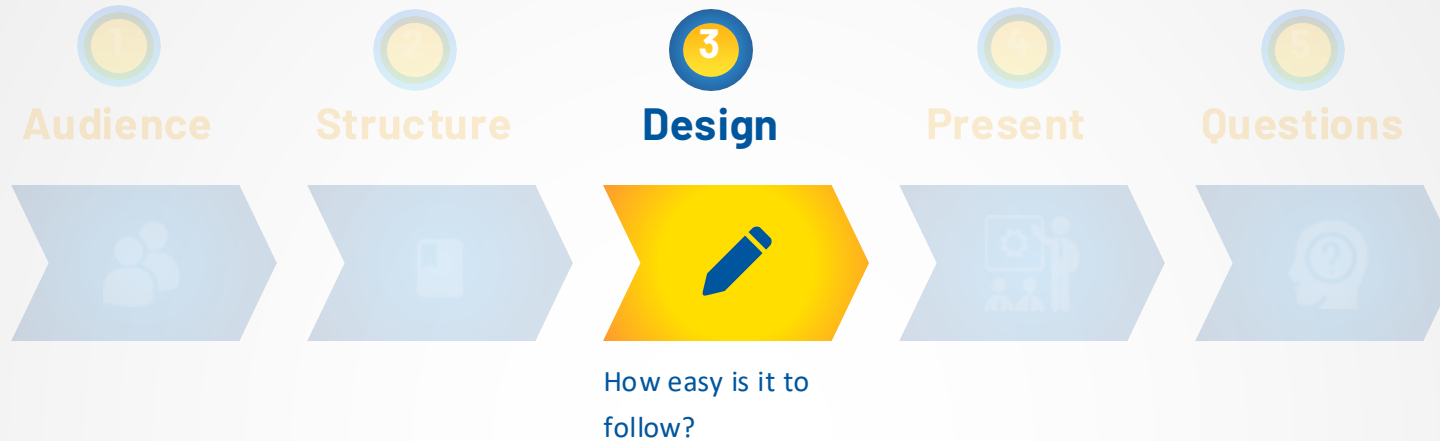 1
2
3
4
5
Audience
Structure
Design
Present
Questions
?
How easy is it to
follow?